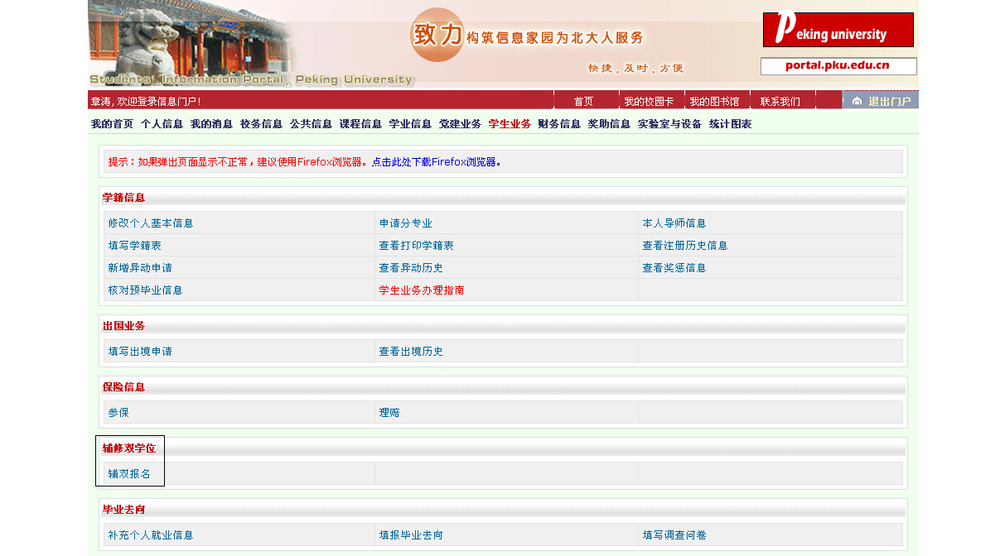 致力构筑信息家园为北大人服务
Peking university
快捷．及时．方便
portal.pku.edu.cn
Students' Information Portal, Peking University
章涛, 欢迎登录信息门户! 首页 我的校园卡 我的图书馆 联系我们 退出门户
我的首页 个人信息 我的消息 校务信息 公共信息 课程信息 学业信息 党建业务 学生业务 财务信息 奖助信息 实验室与设备 统计图表
提示：如果弹出页面显示不正常，建议使用Firefox浏览器。点击此处下载Firefox浏览器。
学籍信息
修改个人基本信息 申请分专业 本人导师信息
填写学籍表 查看打印学籍表 查看注册历史信息
新增异动申请 查看异动历史 查看奖惩信息
核对预毕业信息 学生业务办理指南
出国业务
填写出境申请 查看出境历史
保险信息
参保 理赔
辅修双学位
辅双报名
毕业去向
补充个人就业信息 填报毕业去向 填写调查问卷